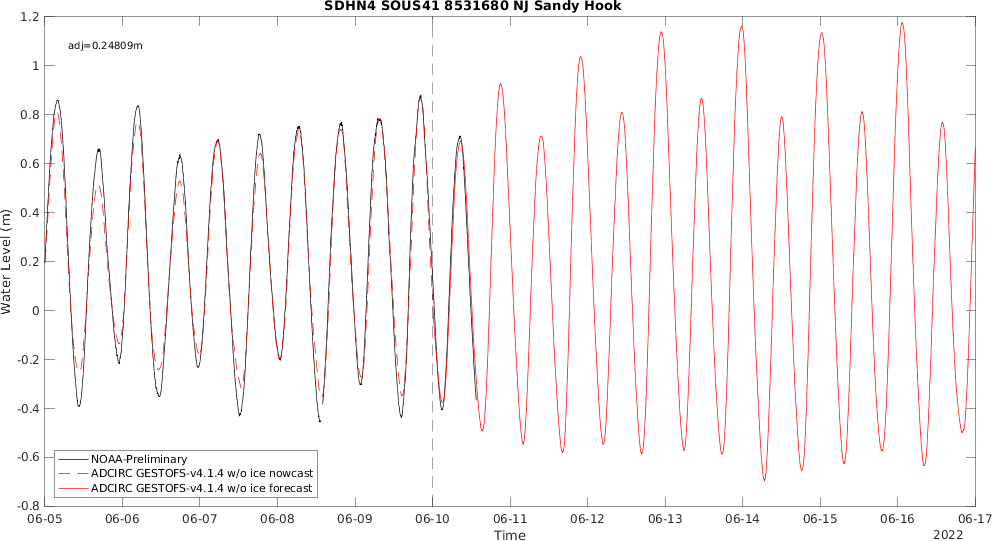 SDHN4 SOUS41 8531680 NJ Sandy Hook
adj=0.24809m
Water Level (m)
1.2
1
0.8
0.6
0.4
0.2
0
-0.2
-0.4
-0.6
-0.8
NOAA-Preliminary
ADCIRC GESTOFS-v4.1.4 w/o ice nowcast
ADCIRC GESTOFS-v4.1.4 w/o ice forecast
06-05 06-06 06-07 06-08 06-09 06-10 06-11 06-12 06-13 06-14 06-15 06-16 06-17
Time
2022